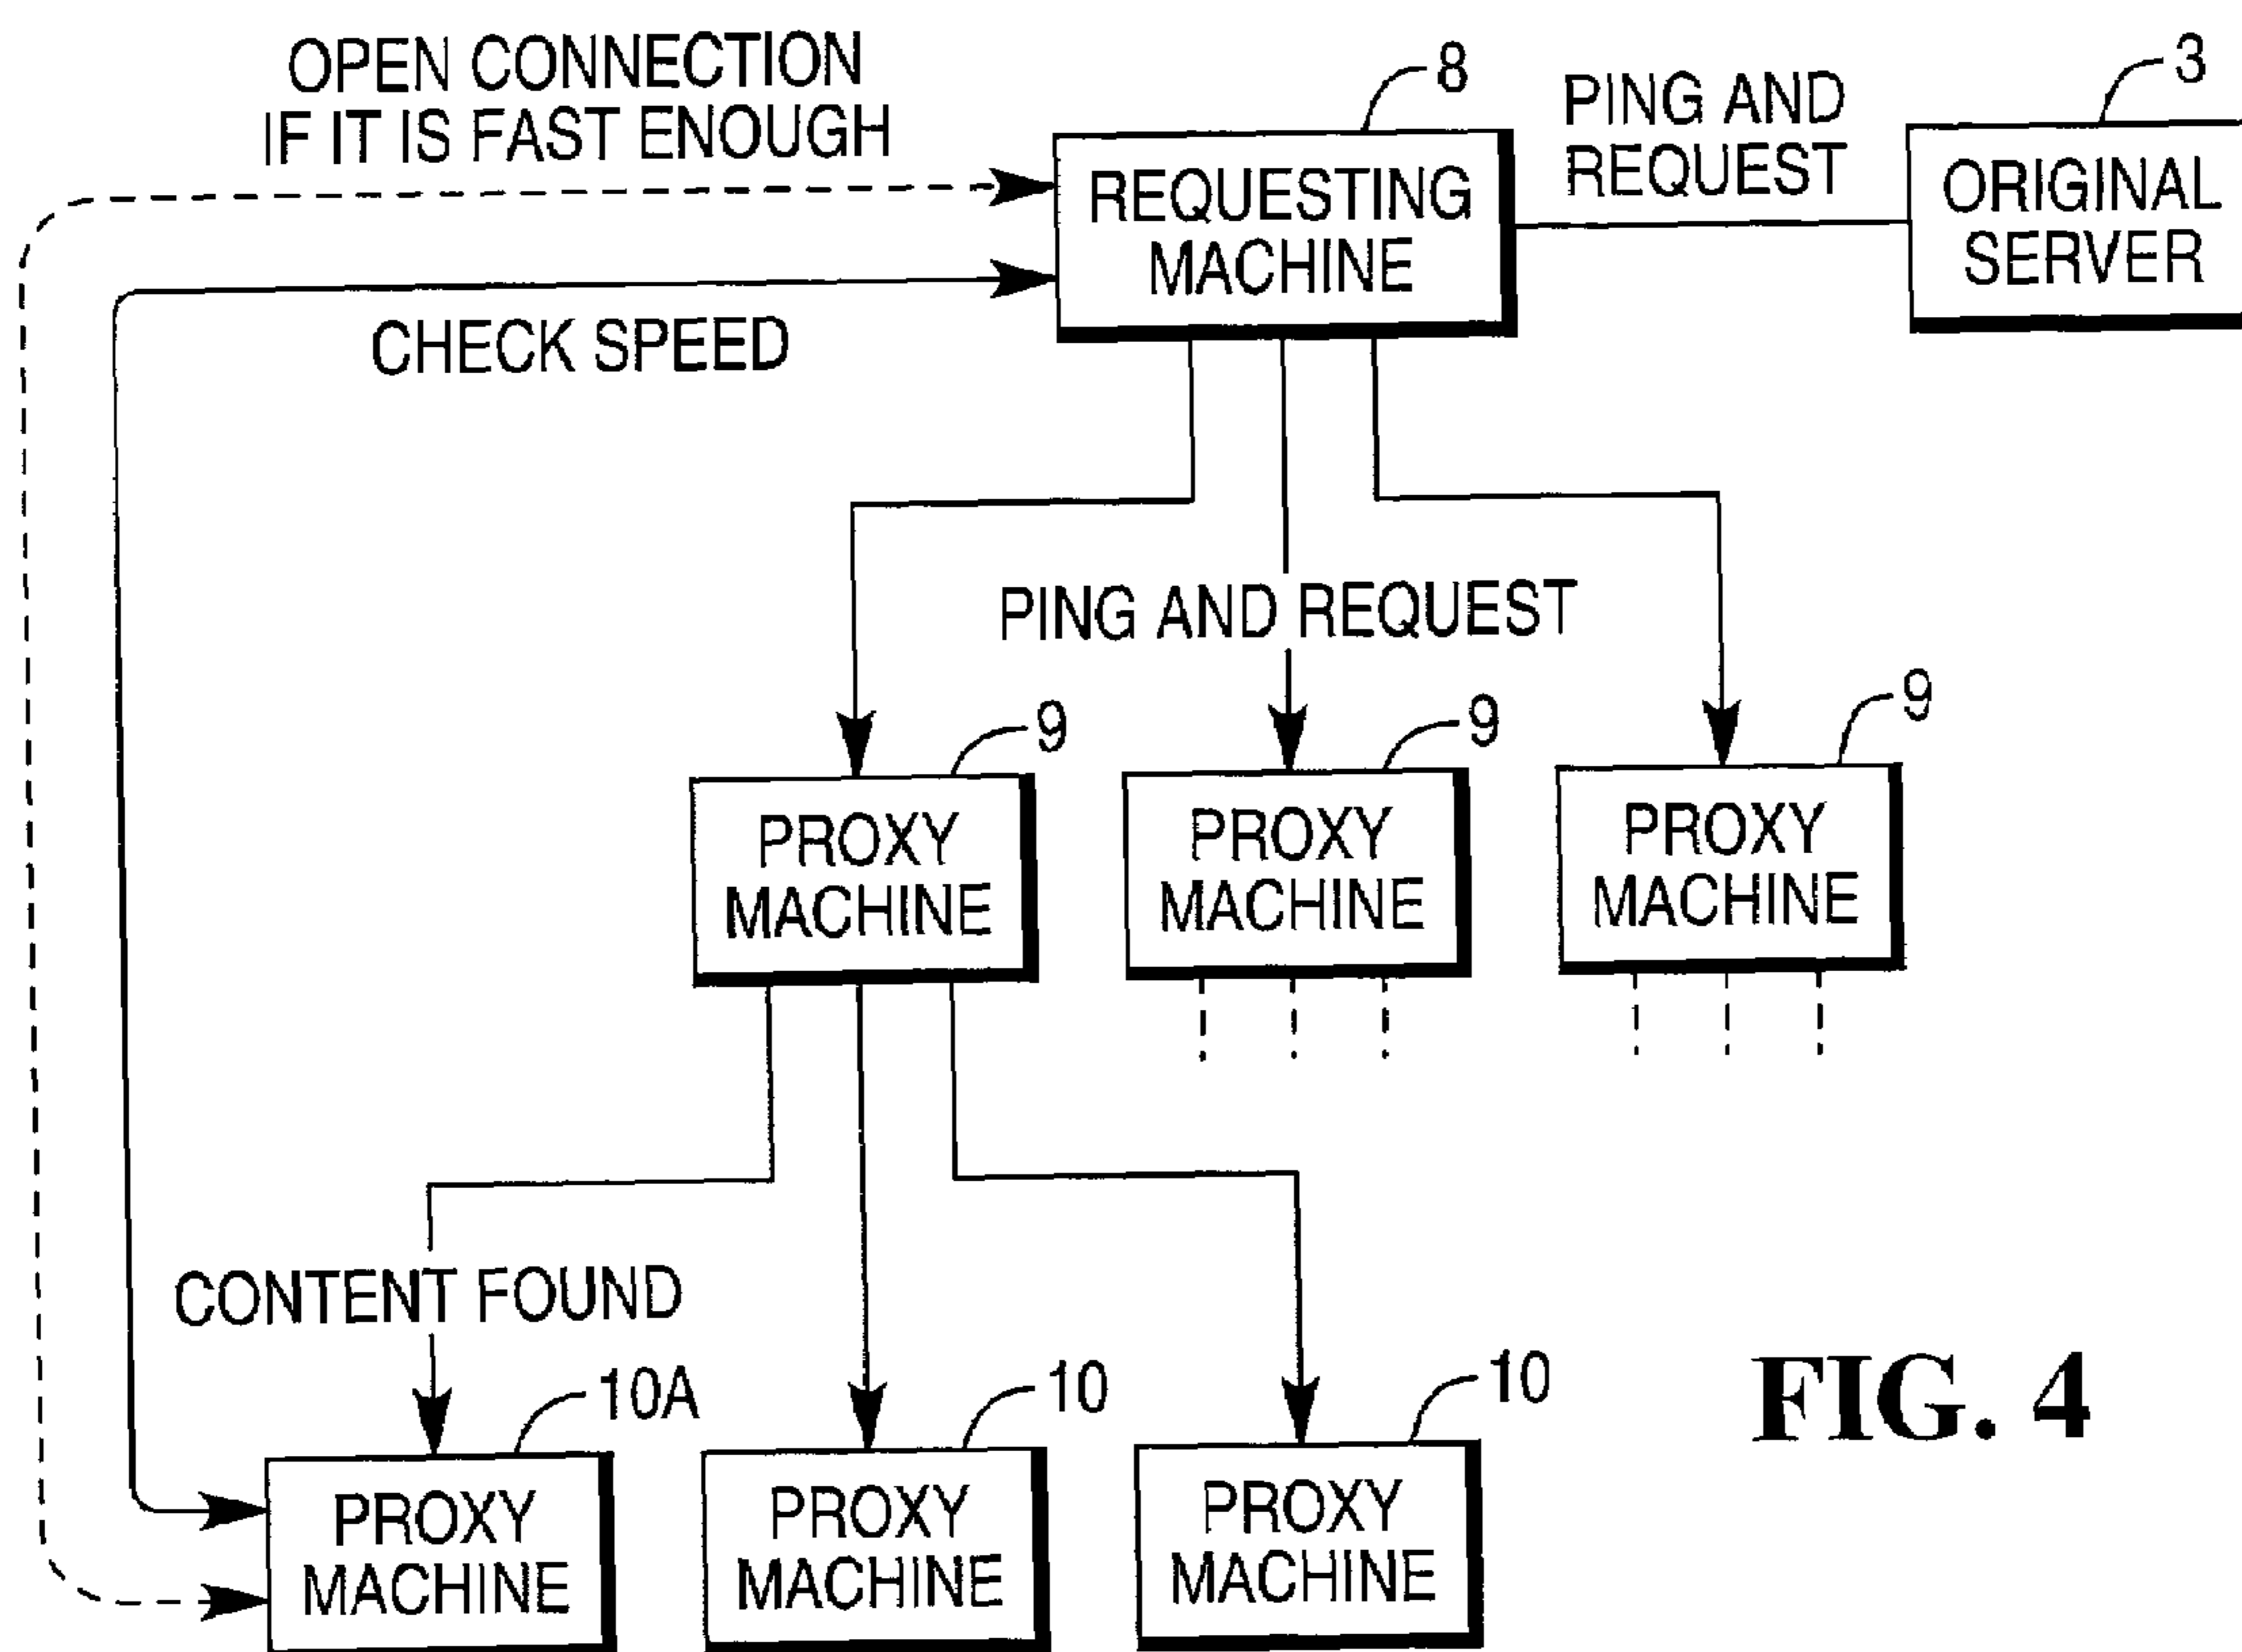 OPEN CONNECTION
IF IT IS FAST ENOUGH
8
PING AND
REQUEST
3
REQUESTING
MACHINE
ORIGINAL
SERVER
CHECK SPEED
PING AND REQUEST
9
9
9
PROXY
MACHINE
PROXY
MACHINE
PROXY
MACHINE
CONTENT FOUND
10A
10
10
PROXY
MACHINE
PROXY
MACHINE
PROXY
MACHINE
FIG. 4